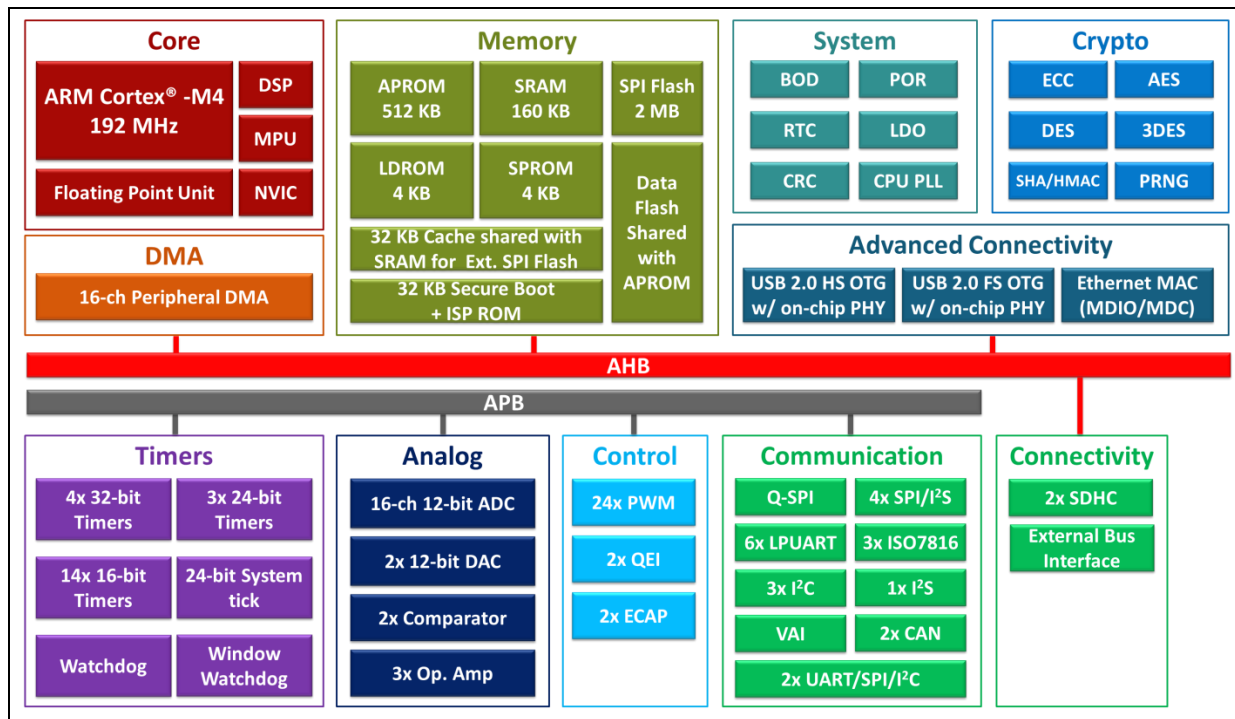 Core
ARM Cortex® -M4
192 MHz
DSP
MPU
Floating Point Unit
NVIC
DMA
16-ch Peripheral DMA
Memory
APROM
512 KB
SRAM
160 KB
SPI Flash
2 MB
LDROM
4 KB
SPROM
4 KB
Data
Flash
Shared
with
APROM
32 KB Cache shared with
SRAM for Ext. SPI Flash
32 KB Secure Boot
+ ISP ROM
System
BOD
POR
RTC
LDO
CRC
CPU PLL
Crypto
ECC
AES
DES
3DES
SHA/HMAC
PRNG
Advanced Connectivity
USB 2.0 HS OTG
w/ on-chip PHY
USB 2.0 FS OTG
w/ on-chip PHY
Ethernet MAC
(MDIO/MDC)
AHB
APB
Timers
4x 32-bit
Timers
3x 24-bit
Timers
14x 16-bit
Timers
24-bit System
tick
Watchdog
Window
Watchdog
Analog
16-ch 12-bit ADC
2x 12-bit DAC
2x Comparator
3x Op. Amp
Control
24x PWM
2x QEI
2x ECAP
Communication
Q-SPI
4x SPI/I²S
6x LPUART
3x ISO7816
3x I²C
1x I²S
VAI
2x CAN
2x UART/SPI/I²C
Connectivity
2x SDHC
External Bus
Interface